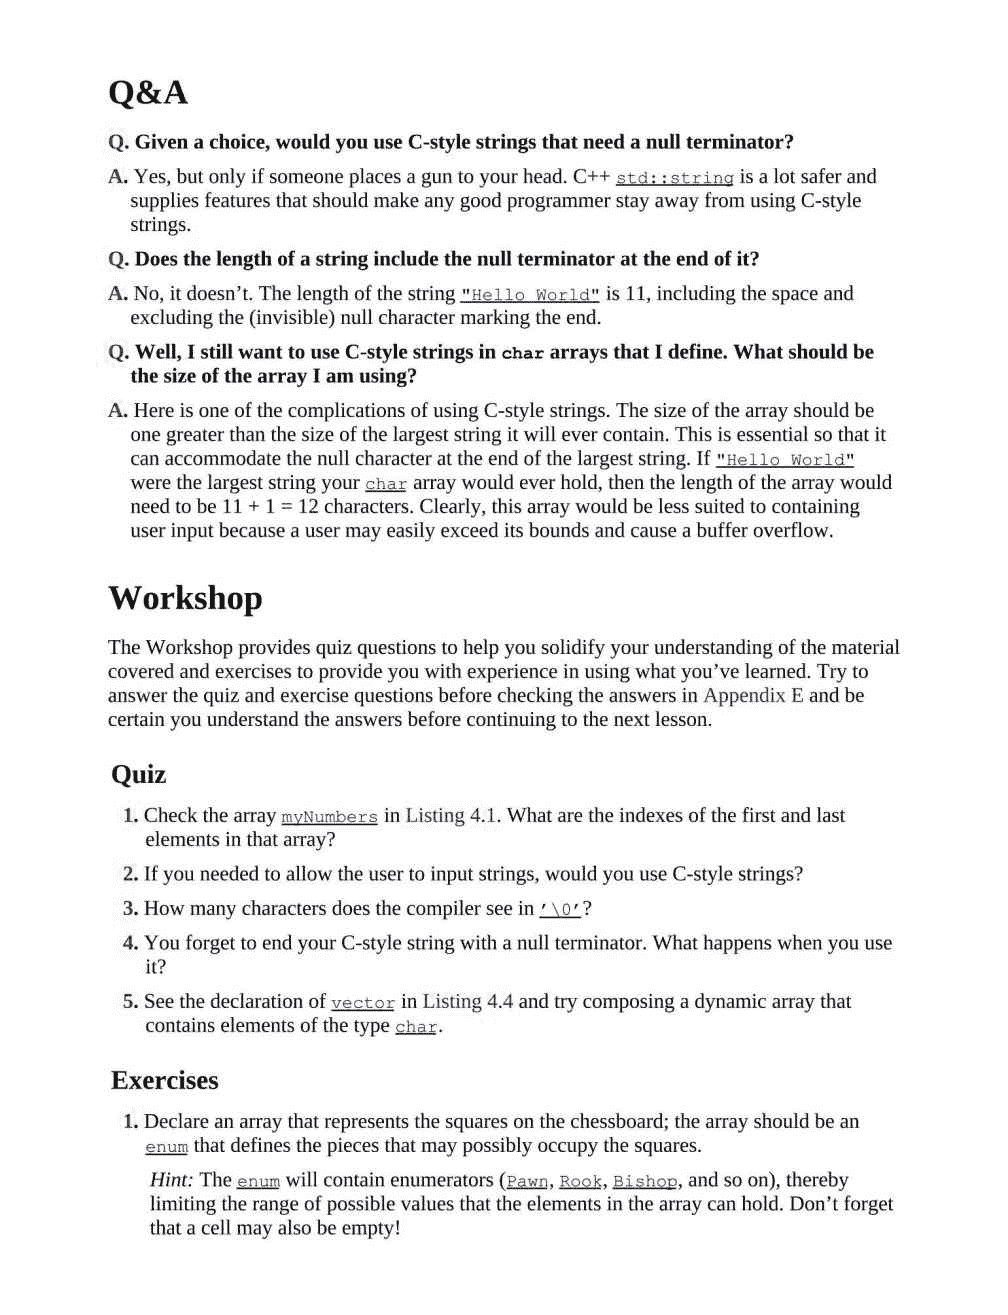 Q&A
Q. Given a choice, would you use C-style strings that need a null terminator?
A. Yes, but only if someone places a gun to your head. C++ std::string is a lot safer and
supplies features that should make any good programmer stay away from using C-style
strings.
Q. Does the length of a string include the null terminator at the end of it?
A. No, it doesn’t. The length of the string "Hello World" is 11, including the space and
excluding the (invisible) null character marking the end.
Q. Well, I still want to use C-style strings in char arrays that I define. What should be
the size of the array I am using?
A. Here is one of the complications of using C-style strings. The size of the array should be
one greater than the size of the largest string it will ever contain. This is essential so that it
can accommodate the null character at the end of the largest string. If "Hello World"
were the largest string your char array would ever hold, then the length of the array would
need to be 11 + 1 = 12 characters. Clearly, this array would be less suited to containing
user input because a user may easily exceed its bounds and cause a buffer overflow.
Workshop
The Workshop provides quiz questions to help you solidify your understanding of the material
covered and exercises to provide you with experience in using what you’ve learned. Try to
answer the quiz and exercise questions before checking the answers in Appendix E and be
certain you understand the answers before continuing to the next lesson.
Quiz
1. Check the array myNumbers in Listing 4.1. What are the indexes of the first and last
elements in that array?
2. If you needed to allow the user to input strings, would you use C-style strings?
3. How many characters does the compiler see in ’\0’?
4. You forget to end your C-style string with a null terminator. What happens when you use
it?
5. See the declaration of vector in Listing 4.4 and try composing a dynamic array that
contains elements of the type char.
Exercises
1. Declare an array that represents the squares on the chessboard; the array should be an
enum that defines the pieces that may possibly occupy the squares.
Hint: The enum will contain enumerators (Pawn, Rook, Bishop, and so on), thereby
limiting the range of possible values that the elements in the array can hold. Don’t forget
that a cell may also be empty!